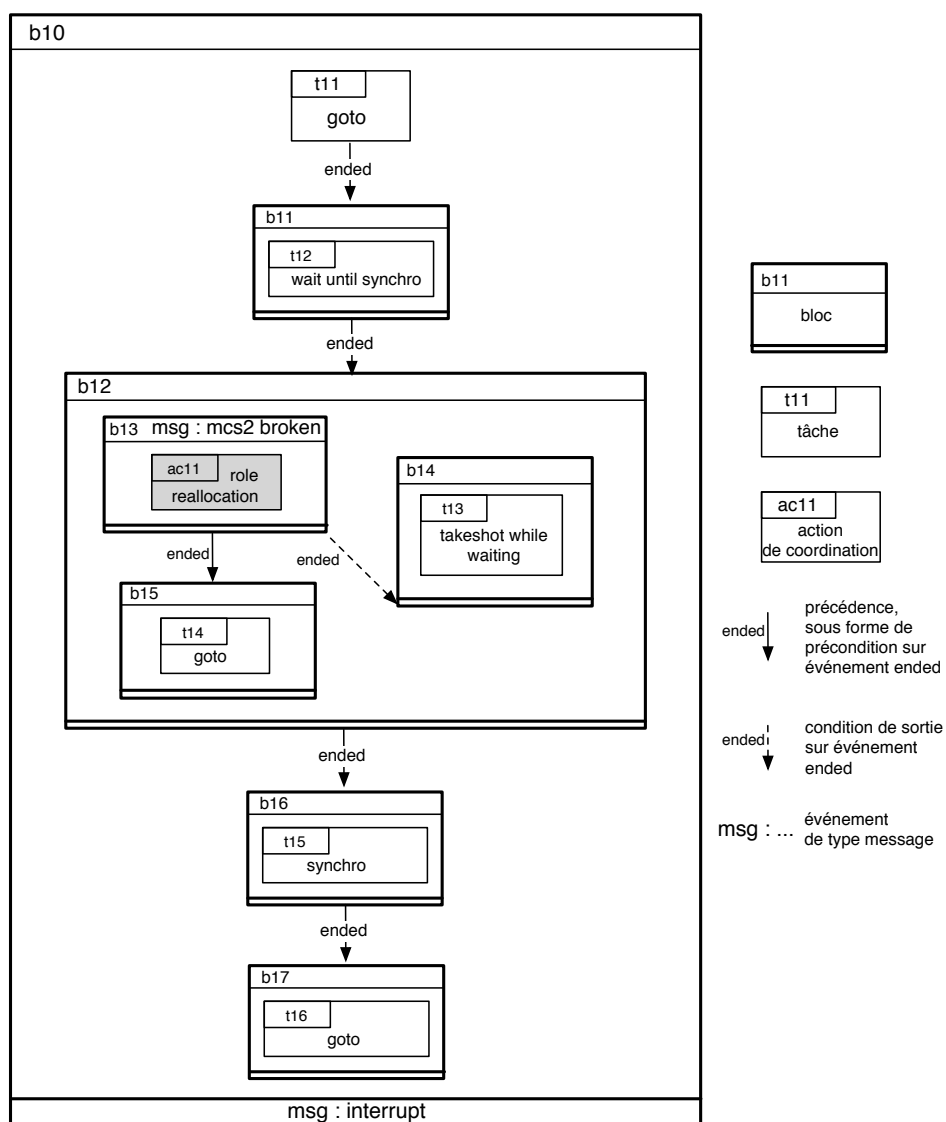 b10
t11
goto
ended
b11
t12
wait until synchro
ended
b12
b13 msg : mcs2 broken
ac11 role
reallocation
ended
ended
b14
t13
takeshot while
waiting
b15
t14
goto
ended
b16
t15
synchro
ended
b17
t16
goto
msg : interrupt
b11
bloc
t11
tâche
ac11
action
de coordination
ended
précédence,
sous forme de
précondition sur
événement ended
ended
condition de sortie
sur événement
ended
msg : ...
événement
de type message